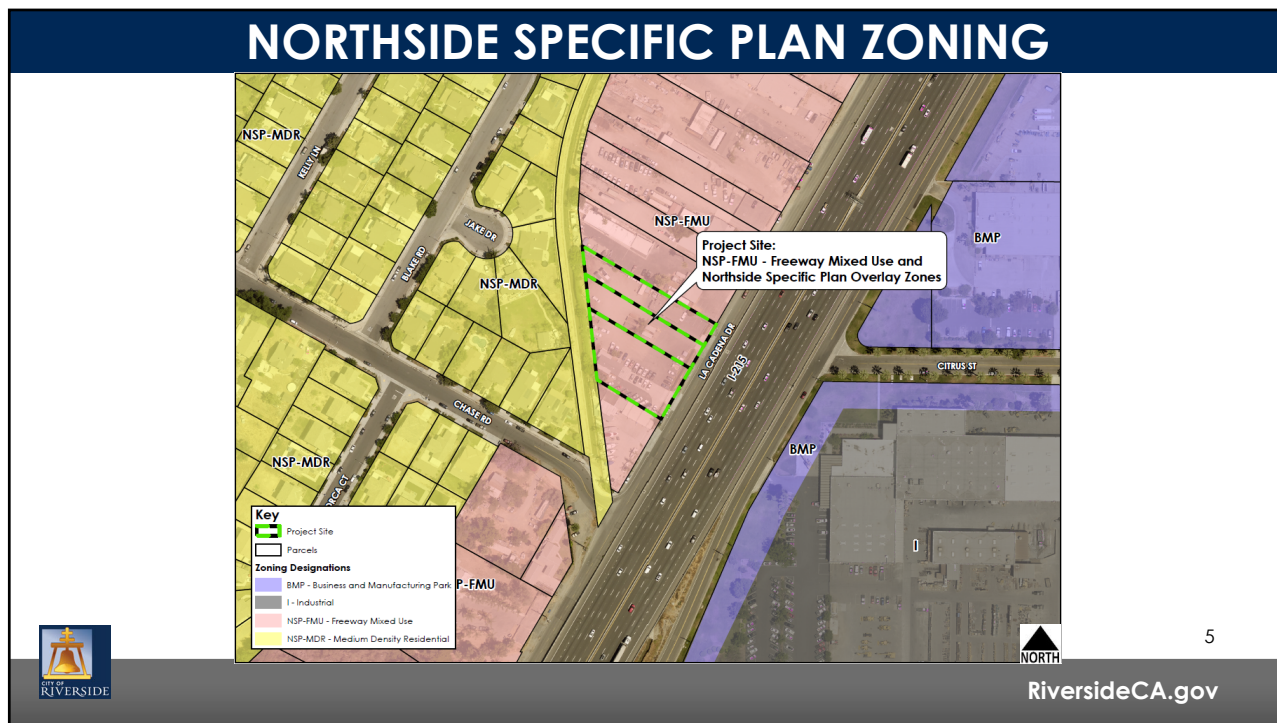 NORTHSIDE SPECIFIC PLAN ZONING
NSP-MDR
KELLY LN
BLAKE RD
JAKE DR
NSP-MDR
NSP-FMU
Project Site:
NSP-FMU - Freeway Mixed Use and
Northside Specific Plan Overlay Zones
BMP
LA CADENA DR
I-215
CITRUS ST
CHASE RD
NSP-MDR
ORCA CT
BMP
I
P-FMU
Key
Project Site
Parcels
Zoning Designations
BMP - Business and Manufacturing Park
I - Industrial
NSP-FMU - Freeway Mixed Use
NSP-MDR - Medium Density Residential
NORTH
5
CITY OF
RIVERSIDE
RiversideCA.gov